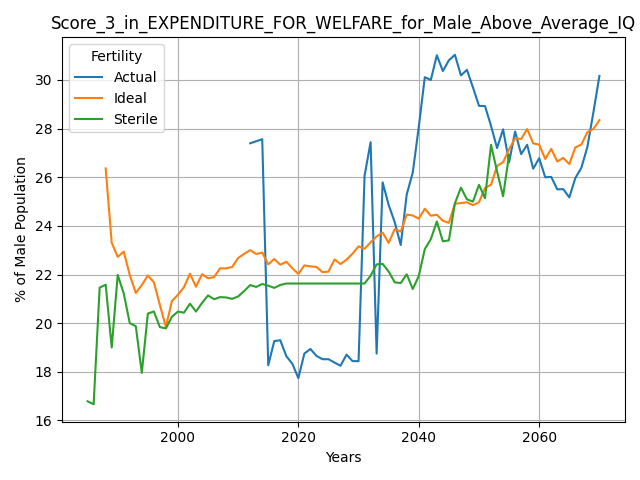 Score_3_in_EXPENDITURE_FOR_WELFARE_for_Male_Above_Average_IQ
Fertility
Actual
Ideal
Sterile
% of Male Population
30
28
26
24
22
20
18
16
2000 2020 2040 2060
Years